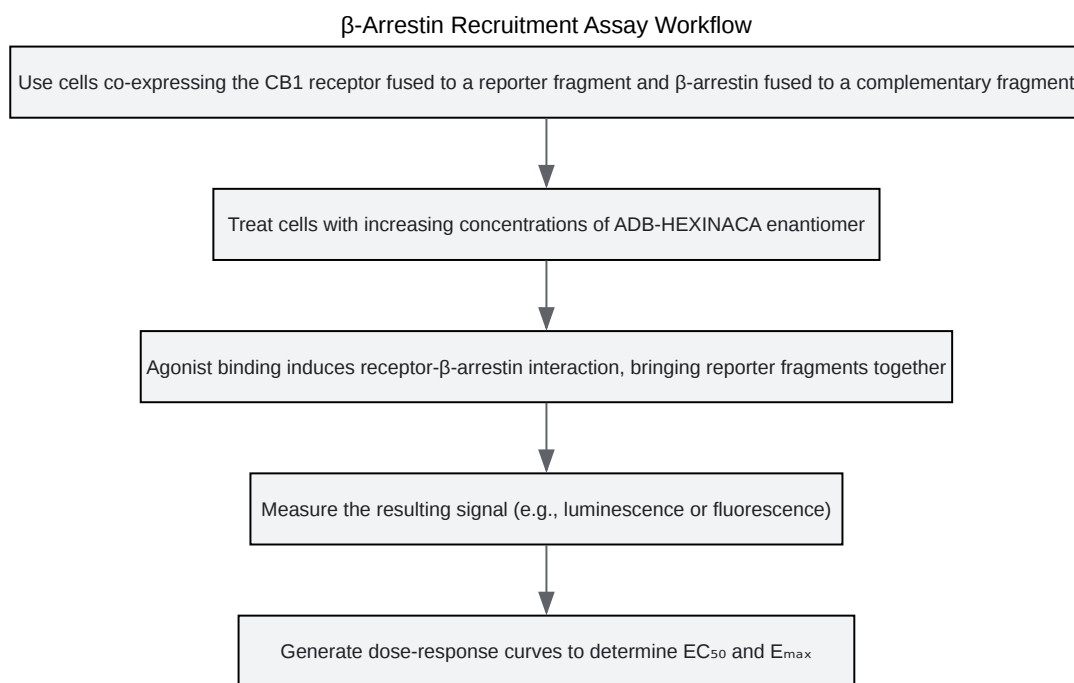 β-Arrestin Recruitment Assay Workflow
Use cells co-expressing the CB1 receptor fused to a reporter fragment and β-arrestin fused to a complementary fragment
Treat cells with increasing concentrations of ADB-HEXINACA enantiomer
Agonist binding induces receptor-β-arrestin interaction, bringing reporter fragments together
Measure the resulting signal (e.g., luminescence or fluorescence)
Generate dose-response curves to determine EC₅₀ and Eₘₐₓ